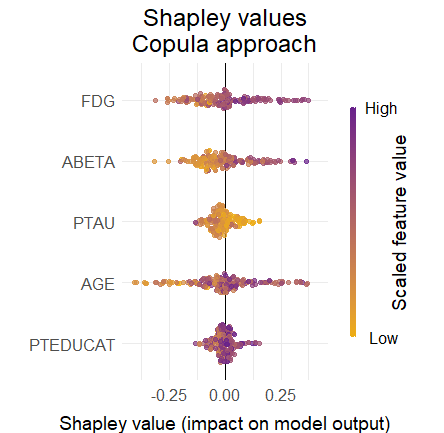 Shapley values
Copula approach
FDG
ABETA
PTAU
AGE
PTEDUCAT
-0.25 0.00 0.25
Shapley value (impact on model output)
High
Low
Scaled feature value